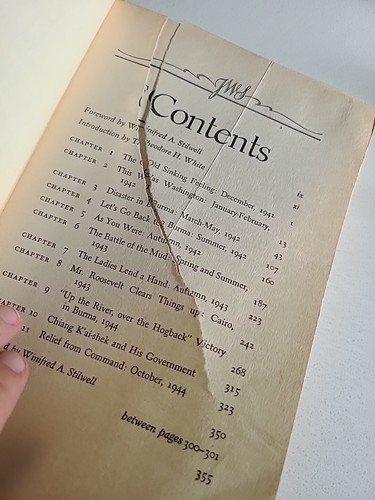 JWS
Contents
Foreword by Winifred A. Stilwell ix
Introduction by Theodore H. White xi
CHAPTER 1 The Old Sinking Feeling: December, 1941 1
CHAPTER 2 This Was Washington: January-February,
1942 13
CHAPTER 3 Disaster in Burma: March-May, 1942 43
CHAPTER 4 Let's Go Back to Burma: Summer, 1942 107
CHAPTER 5 As You Were: Autumn, 1942 160
CHAPTER 6 The Battle of the Mud: Spring and Summer,
1943 187
CHAPTER 7 The Ladies Lend a Hand: Autumn, 1943 223
CHAPTER 8 Mr. Roosevelt Clears Things up: Cairo,
1943 242
CHAPTER 9 "Up the River, over the Hogback" Victory
in Burma, 1944 268
CHAPTER 10 Chiang K'ai-shek and His Government 315
11 Relief from Command: October, 1944 323
d by Winifred A. Stilwell 350
between pages 300-301
355